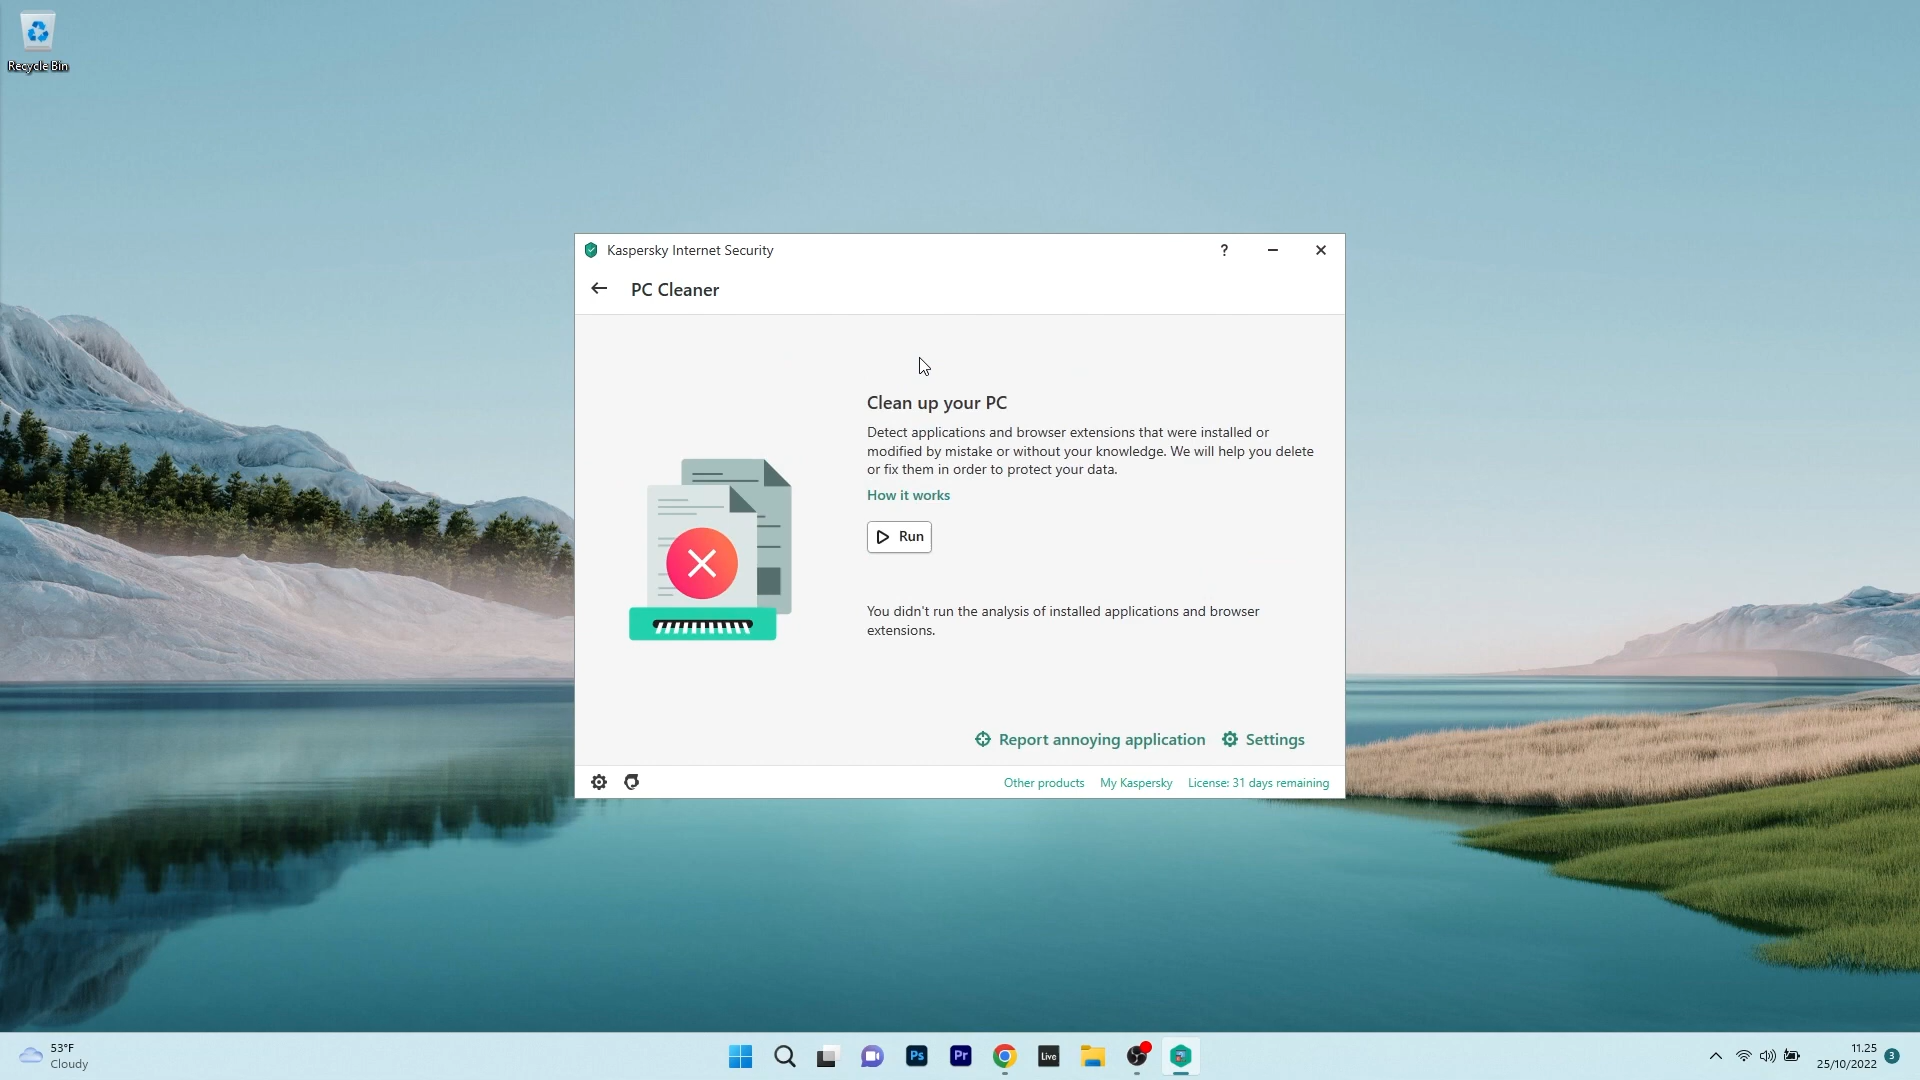 Recycle Bin
Kaspersky Internet Security
?
PC Cleaner
Clean up your PC
Detect applications and browser extensions that were installed or
modified by mistake or without your knowledge. We will help you delete
or fix them in order to protect your data.
How it works
Run
You didn't run the analysis of installed applications and browser
extensions.
Report annoying application
Settings
Other products
My Kaspersky
License: 31 days remaining
53°F
Cloudy
Ps
Pr
Live
11.25
25/10/2022
3